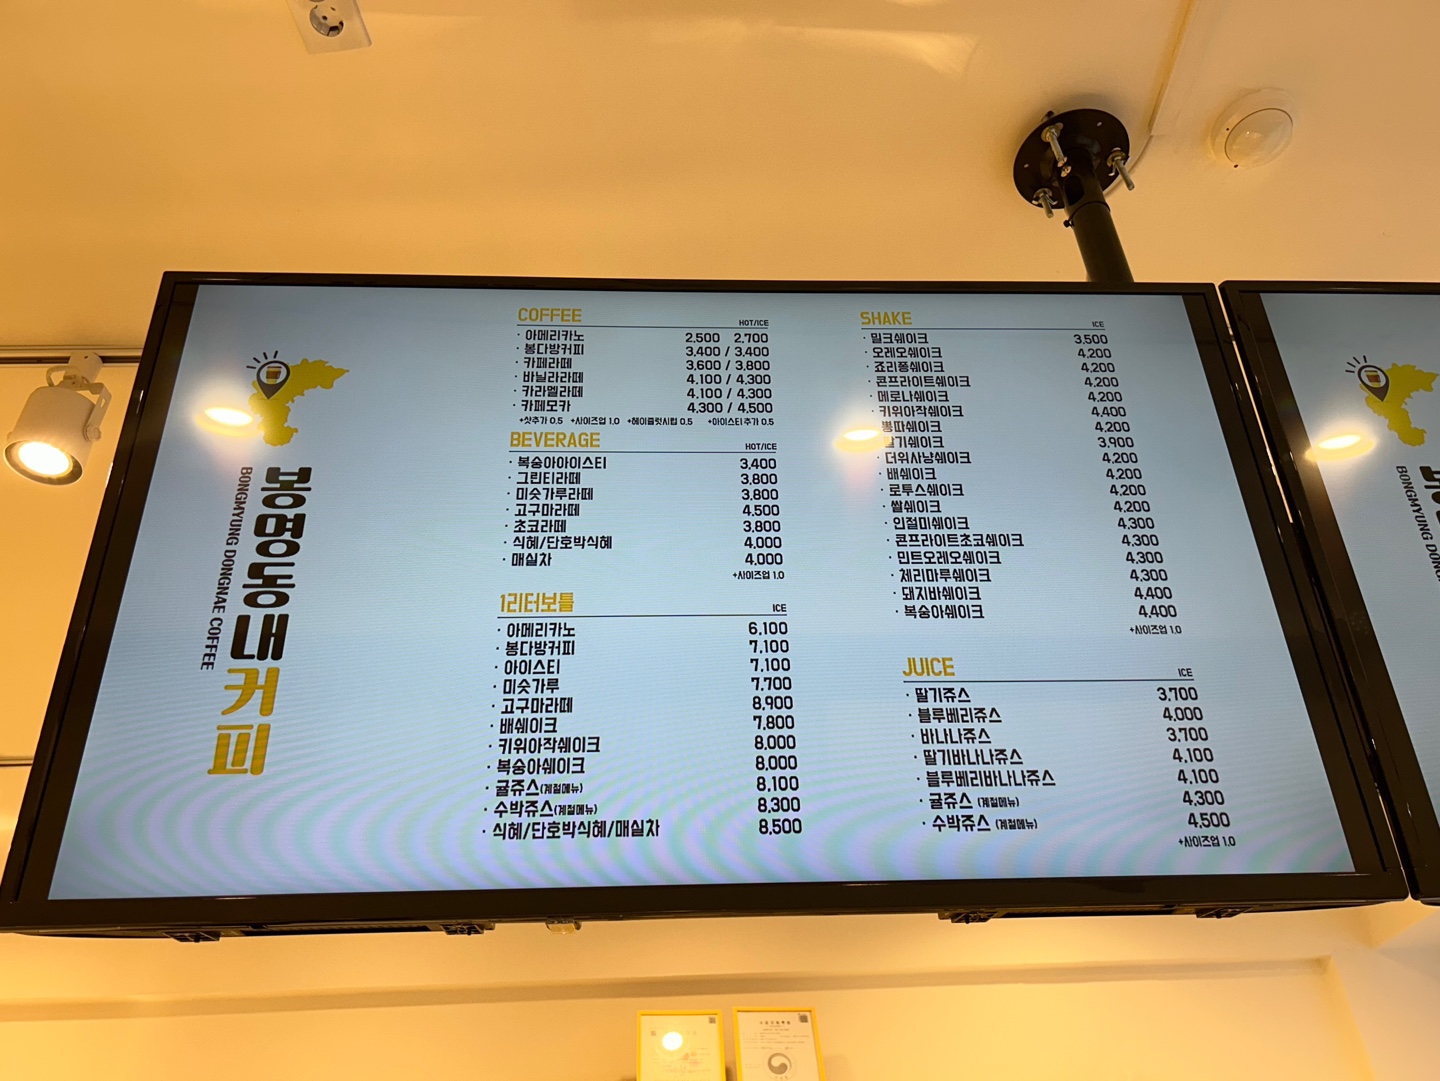 봉명동내커피
BONGMYUNG DONGNAE COFFEE
COFFEE
HOT/ICE
· 아메리카노 2,500 2,700
· 봉다방커피 3,400 / 3,400
· 카페라떼 3,600 / 3,800
· 바닐라라떼 4,100 / 4,300
· 카라멜라떼 4,100 / 4,300
· 카페모카 4,300 / 4,500
+샷추가 0.5 +사이즈업 1.0 +헤이즐럿시럽 0.5 +아이스티추가 0.5
BEVERAGE
HOT/ICE
· 복숭아아이스티 3,400
· 그린티라떼 3,800
· 미숫가루라떼 3,800
· 고구마라떼 4,500
· 초코라떼 3,800
· 식혜/단호박식혜 4,000
· 매실차 4,000
+사이즈업 1.0
1리터보틀
ICE
· 아메리카노 6,100
· 봉다방커피 7,100
· 아이스티 7,100
· 미숫가루 7,700
· 고구마라떼 8,900
· 배쉐이크 7,800
· 키위아작쉐이크 8,000
· 복숭아쉐이크 8,000
· 귤쥬스(계절메뉴) 8,100
· 수박쥬스(계절메뉴) 8,300
· 식혜/단호박식혜/매실차 8,500
SHAKE
ICE
· 밀크쉐이크 3,500
· 오레오쉐이크 4,200
· 죠리퐁쉐이크 4,200
· 콘프라이트쉐이크 4,200
· 메로나쉐이크 4,200
· 키위아작쉐이크 4,400
· 뽕따쉐이크 4,200
딸기쉐이크 3,900
· 더위사냥쉐이크 4,200
· 배쉐이크 4,200
· 로투스쉐이크 4,200
· 쌀쉐이크 4,200
· 인절미쉐이크 4,300
· 콘프라이트초코쉐이크 4,300
· 민트오레오쉐이크 4,300
· 체리마루쉐이크 4,300
· 돼지바쉐이크 4,400
· 복숭아쉐이크 4,400
+사이즈업 1.0
JUICE
ICE
· 딸기쥬스 3,700
· 블루베리쥬스 4,000
· 바나나쥬스 3,700
· 딸기바나나쥬스 4,100
· 블루베리바나나쥬스 4,100
· 귤쥬스 (계절메뉴) 4,300
· 수박쥬스 (계절메뉴) 4,500
+사이즈업 1.0
BONGMYUNG DONG